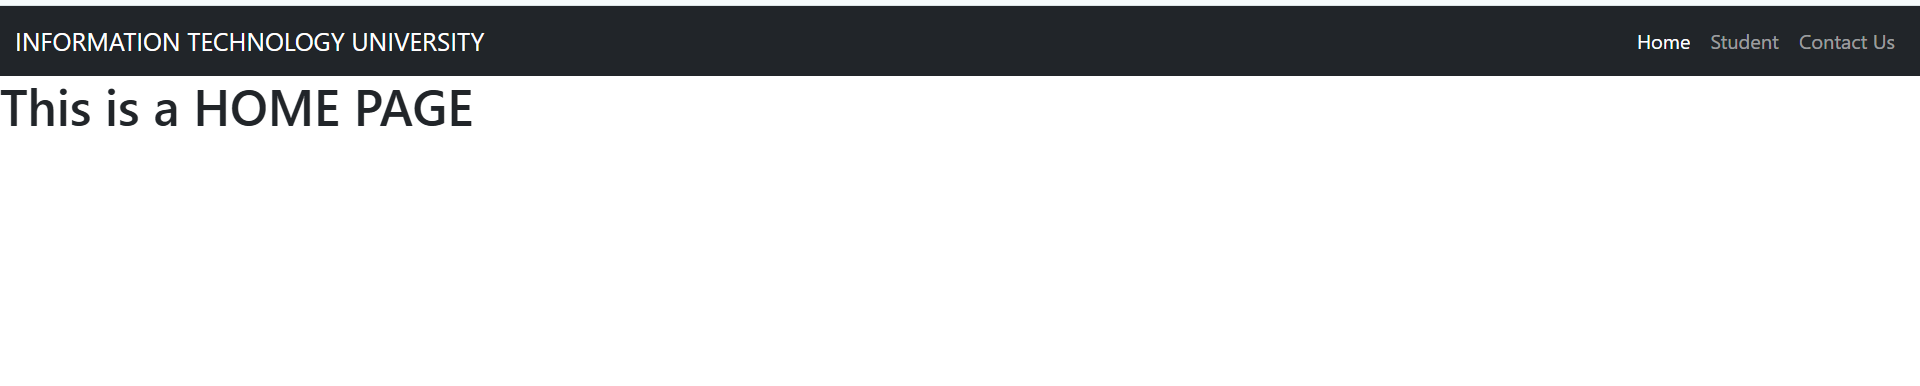 INFORMATION TECHNOLOGY UNIVERSITY Home Student Contact Us
This is a HOME PAGE